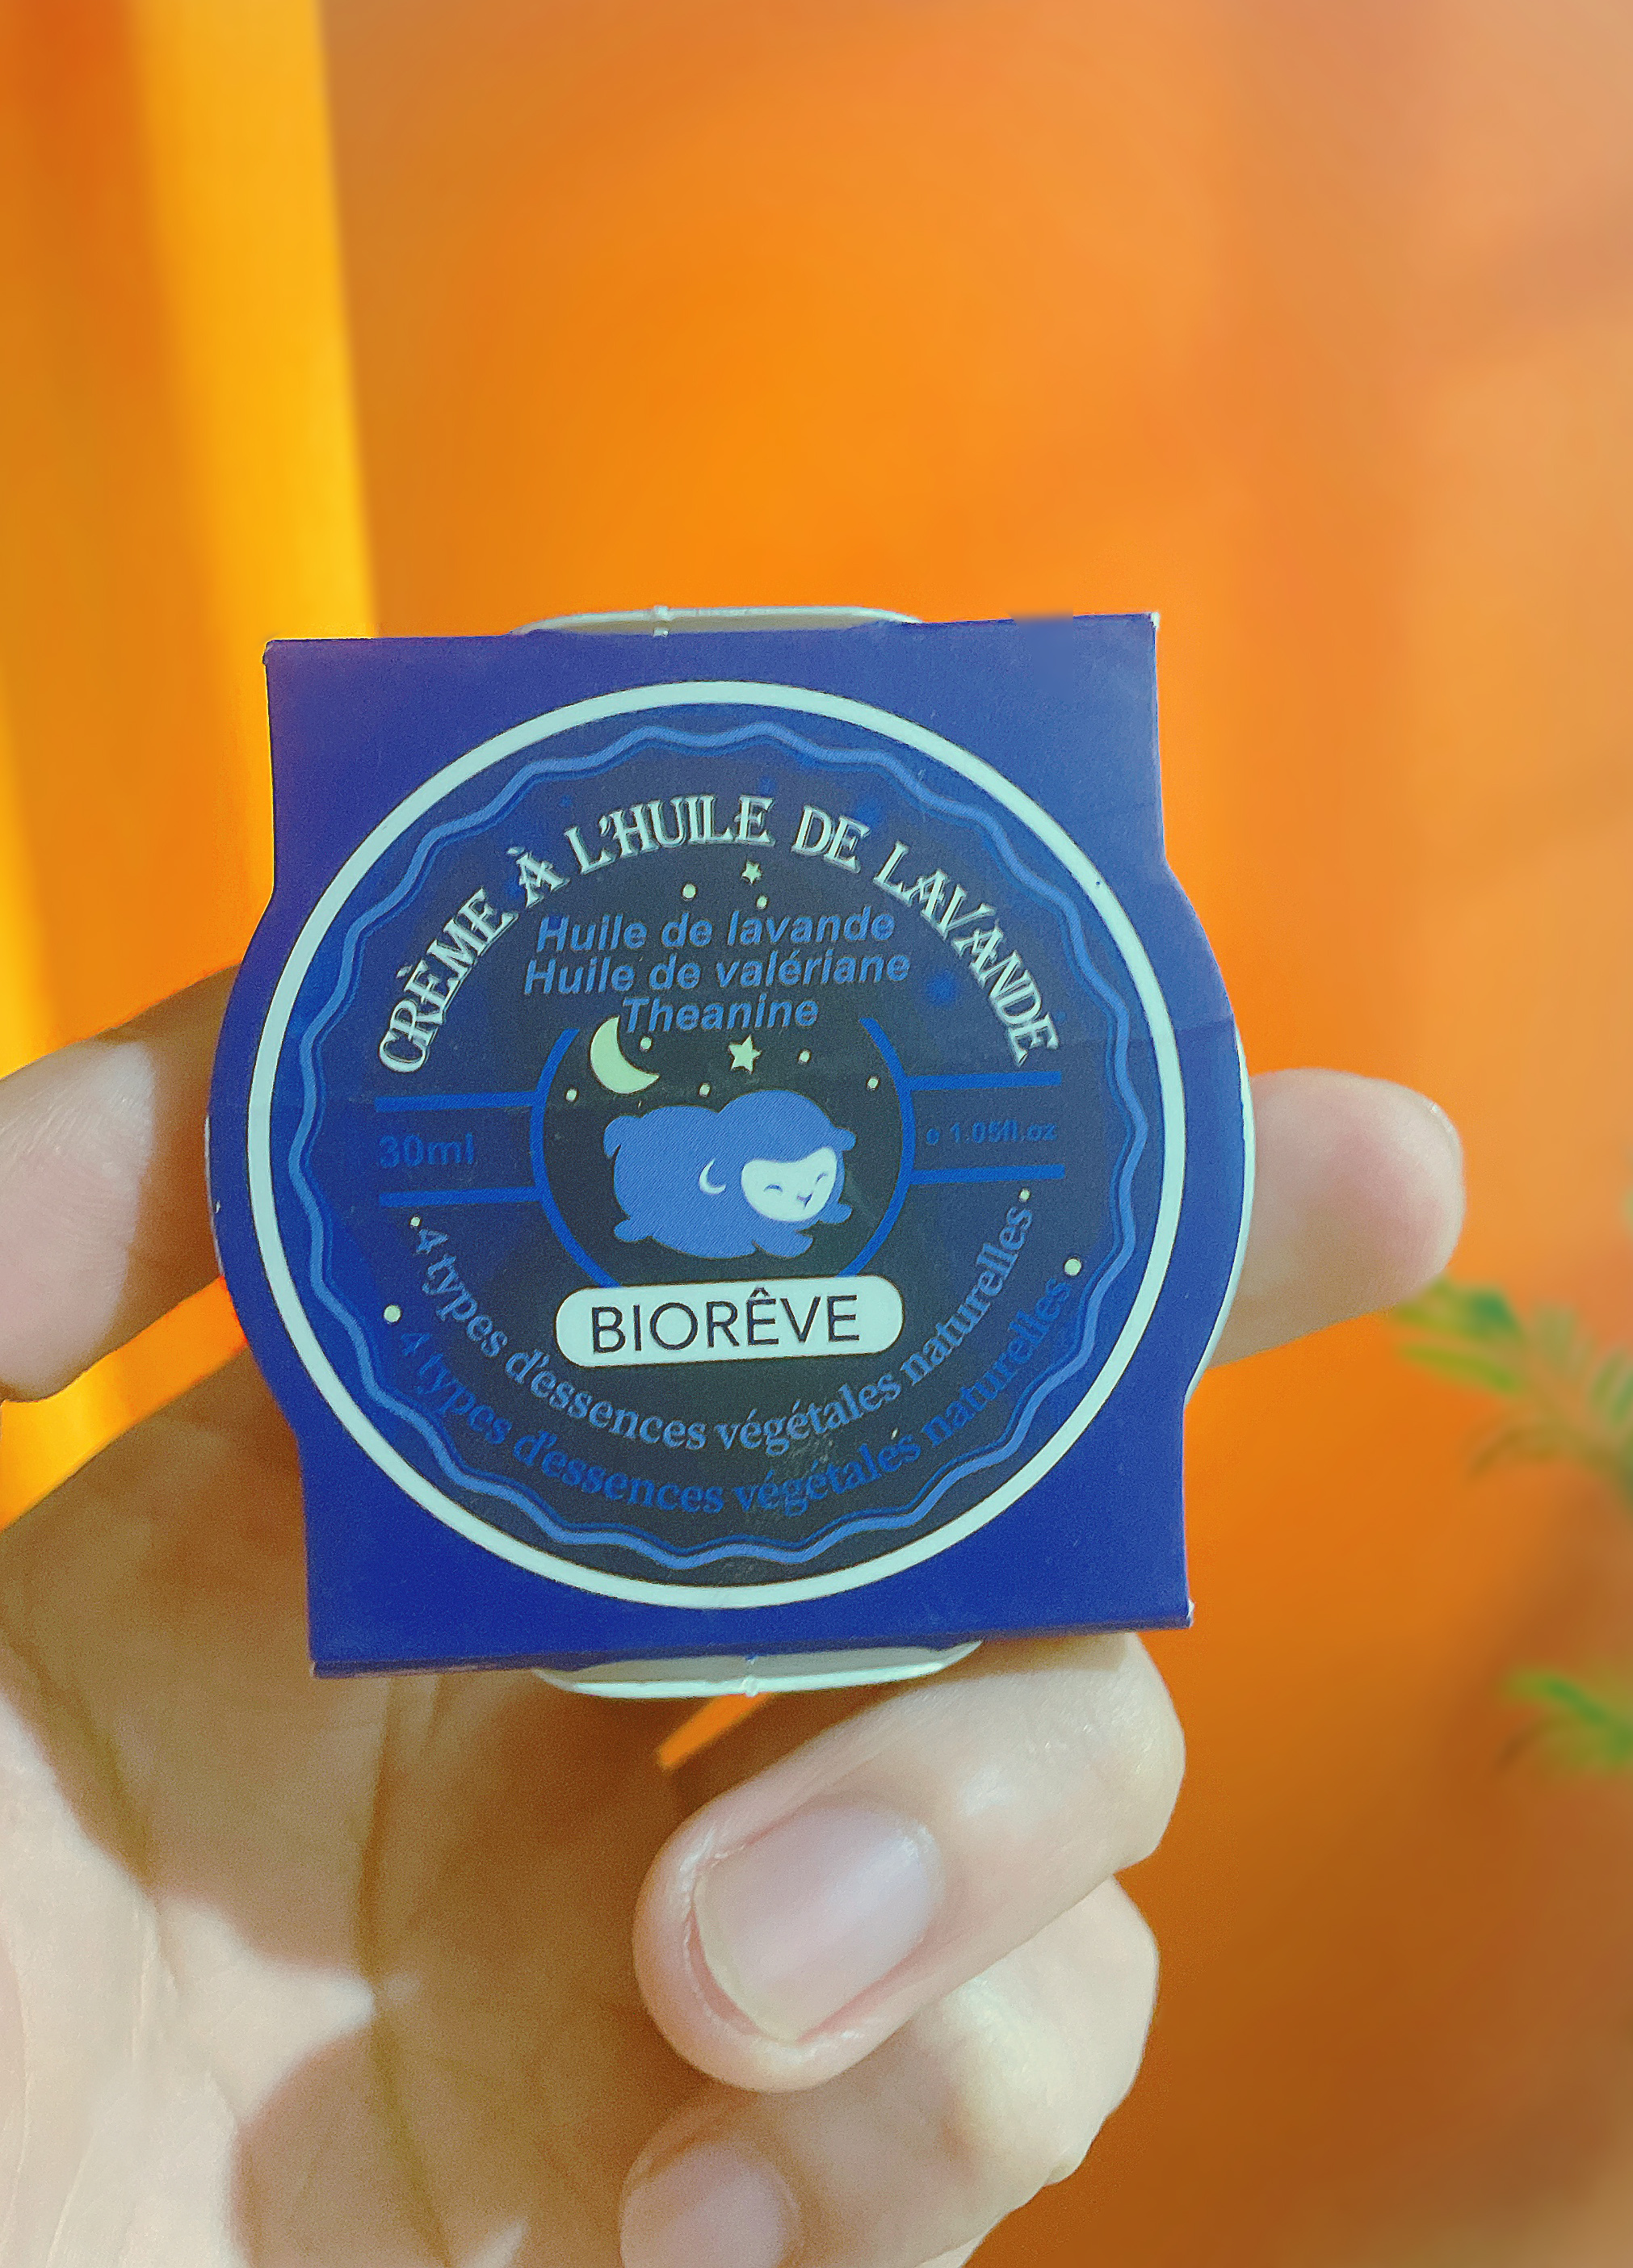 CRÈME À L'HUILE DE LAVANDE
Huile de lavande
Huile de valériane
Theanine
30ml
e 1.05fl.oz
BIORÊVE
4 types d'essences végétales naturelles
4 types d'essences végétales naturelles